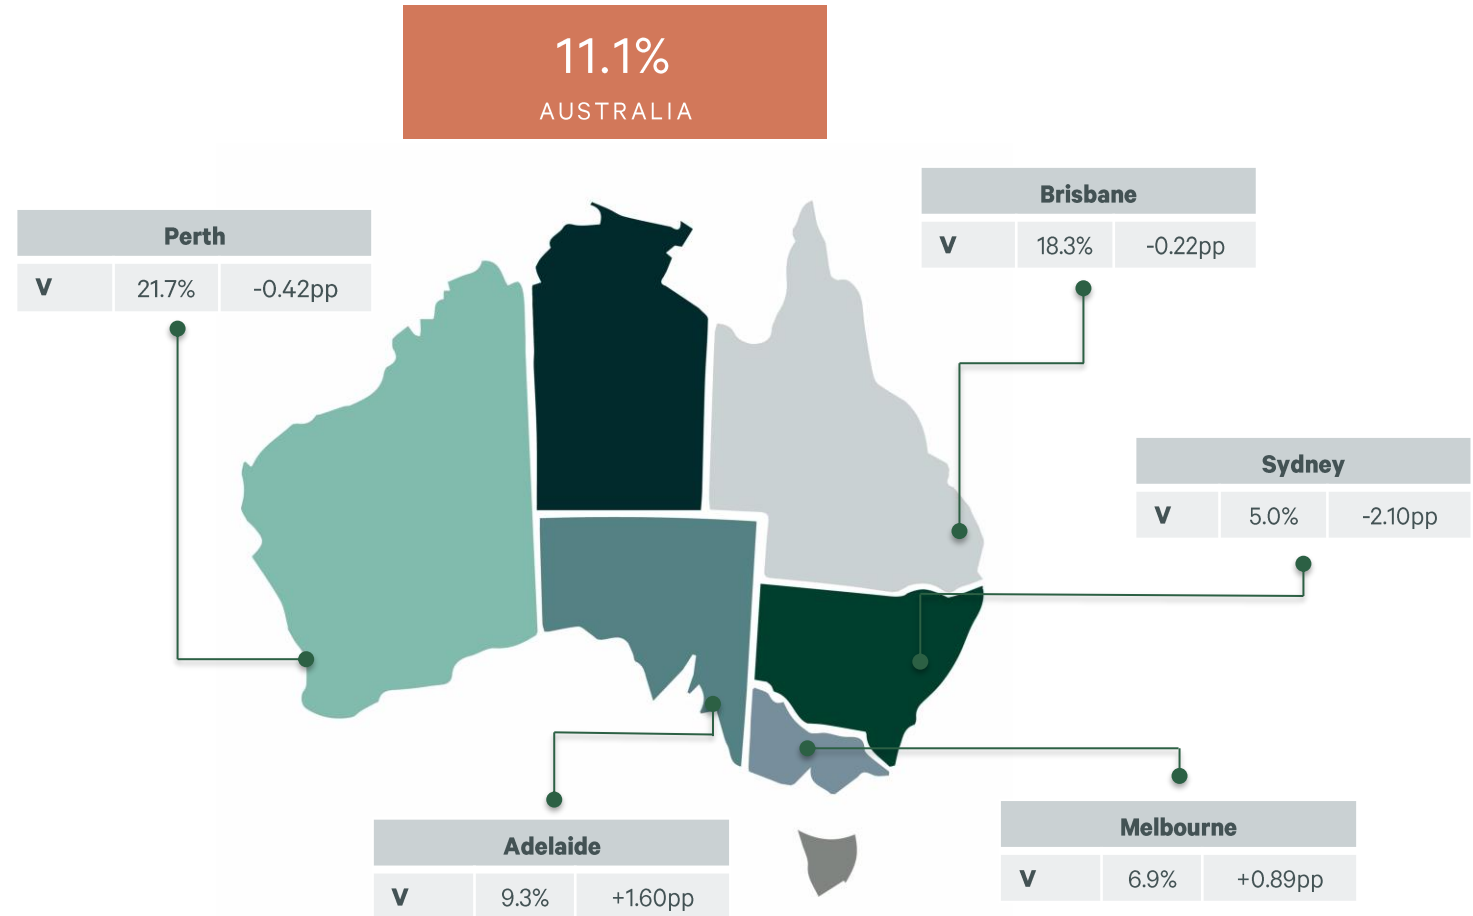 11.1%
AUSTRALIA
Brisbane
V 18.3% -0.22pp
Perth
V 21.7% -0.42pp
Sydney
V 5.0% -2.10pp
Melbourne
V 6.9% +0.89pp
Adelaide
V 9.3% +1.60pp